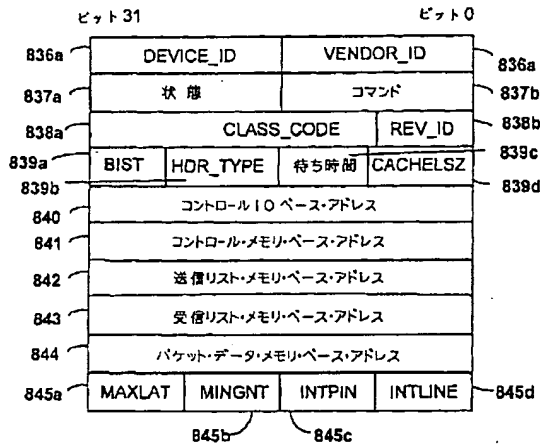 ビット 31 ビット 0
836a DEVICE_ID VENDOR_ID 836a
837a 状態 コマンド 837b
838a CLASS_CODE REV_ID 838b
839a BIST HDR_TYPE 待ち時間 CACHELSZ 839c
839b 839d
840 コントロールIOベース・アドレス
841 コントロール・メモリ・ベース・アドレス
842 送信リスト・メモリ・ベース・アドレス
843 受信リスト・メモリ・ベース・アドレス
844 パケット・データ・メモリ・ベース・アドレス
845a MAXLAT MINGNT INTPIN INTLINE 845d
845b 845c